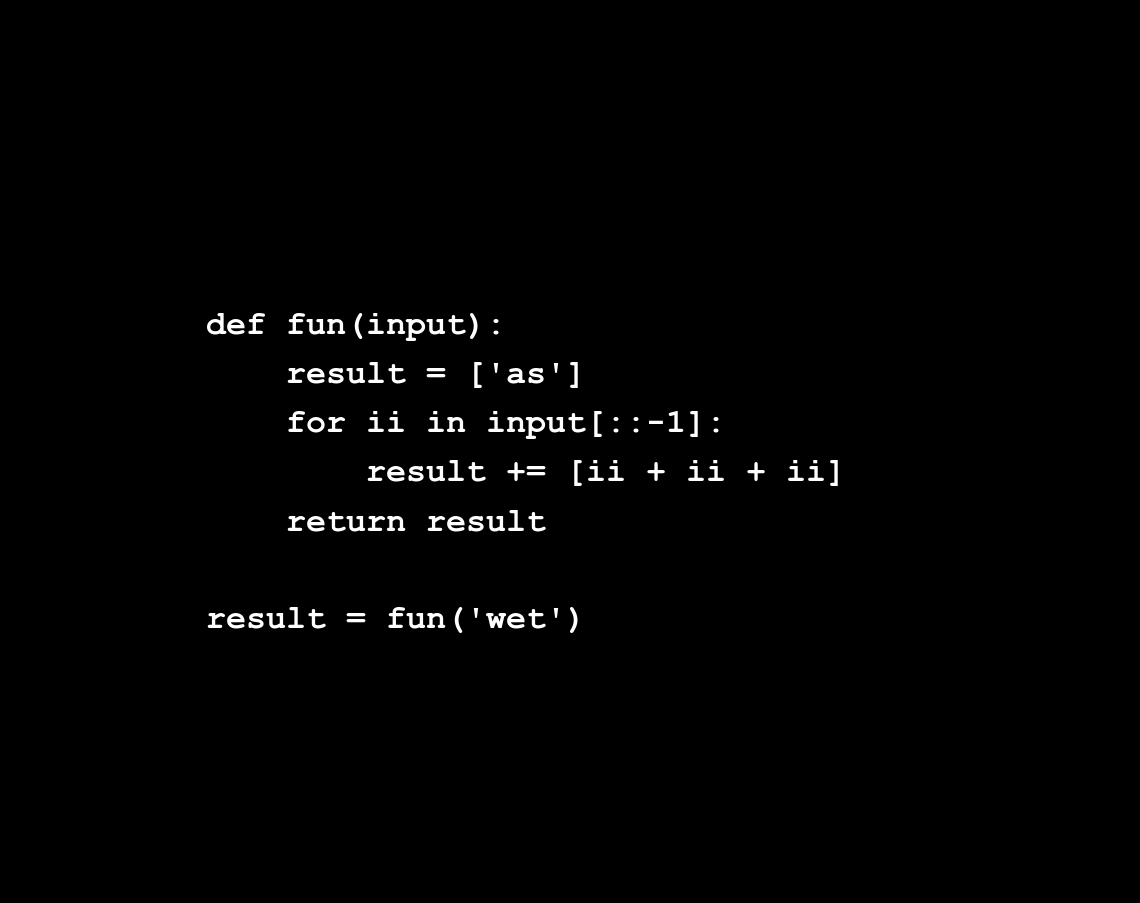 def fun(input):
    result = ['as']
    for ii in input[::-1]:
        result += [ii + ii + ii]
    return result

result = fun('wet')